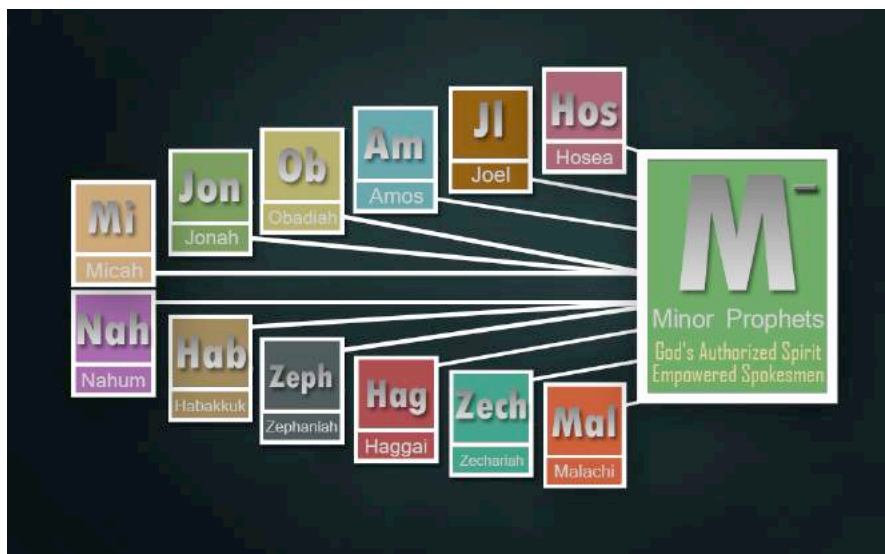 Hos
Hosea
Jl
Joel
Am
Amos
Ob
Obadiah
Jon
Jonah
Mi
Micah
Nah
Nahum
Hab
Habakkuk
Zeph
Zephaniah
Hag
Haggai
Zech
Zechariah
Mal
Malachi
M-
Minor Prophets
God's Authorized Spirit
Empowered Spokesmen